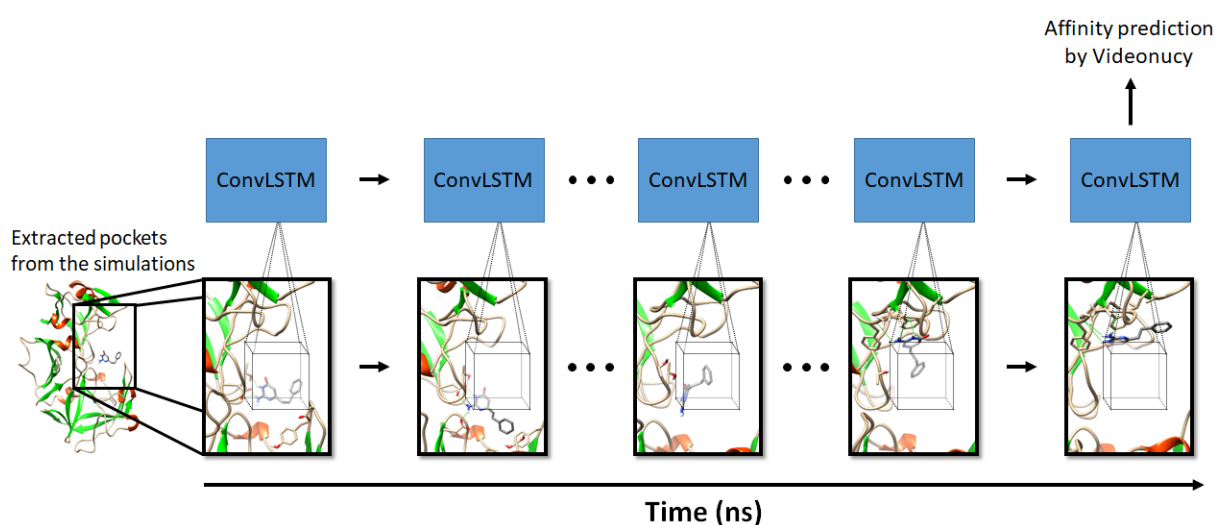 Affinity prediction
by Videonucy
ConvLSTM
ConvLSTM
ConvLSTM
ConvLSTM
ConvLSTM
Extracted pockets
from the simulations
Time (ns)